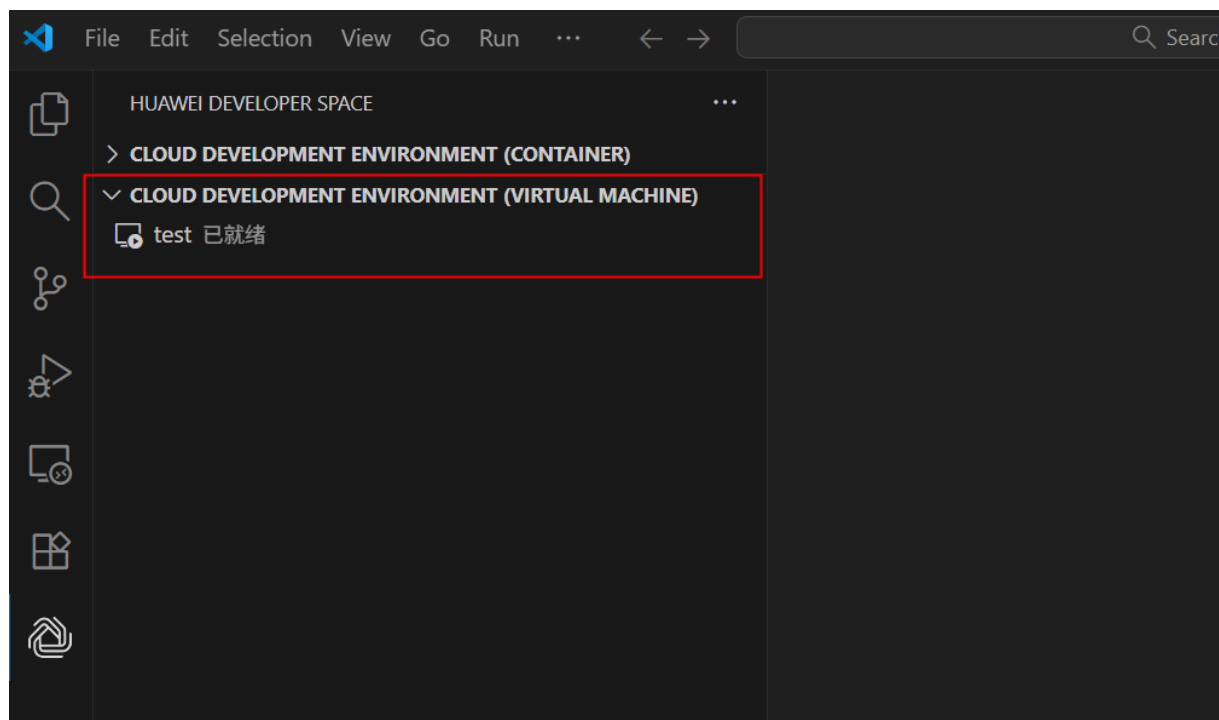 File Edit Selection View Go Run ··· Searc
HUAWEI DEVELOPER SPACE ···
CLOUD DEVELOPMENT ENVIRONMENT (CONTAINER)
CLOUD DEVELOPMENT ENVIRONMENT (VIRTUAL MACHINE)
test 已就绪